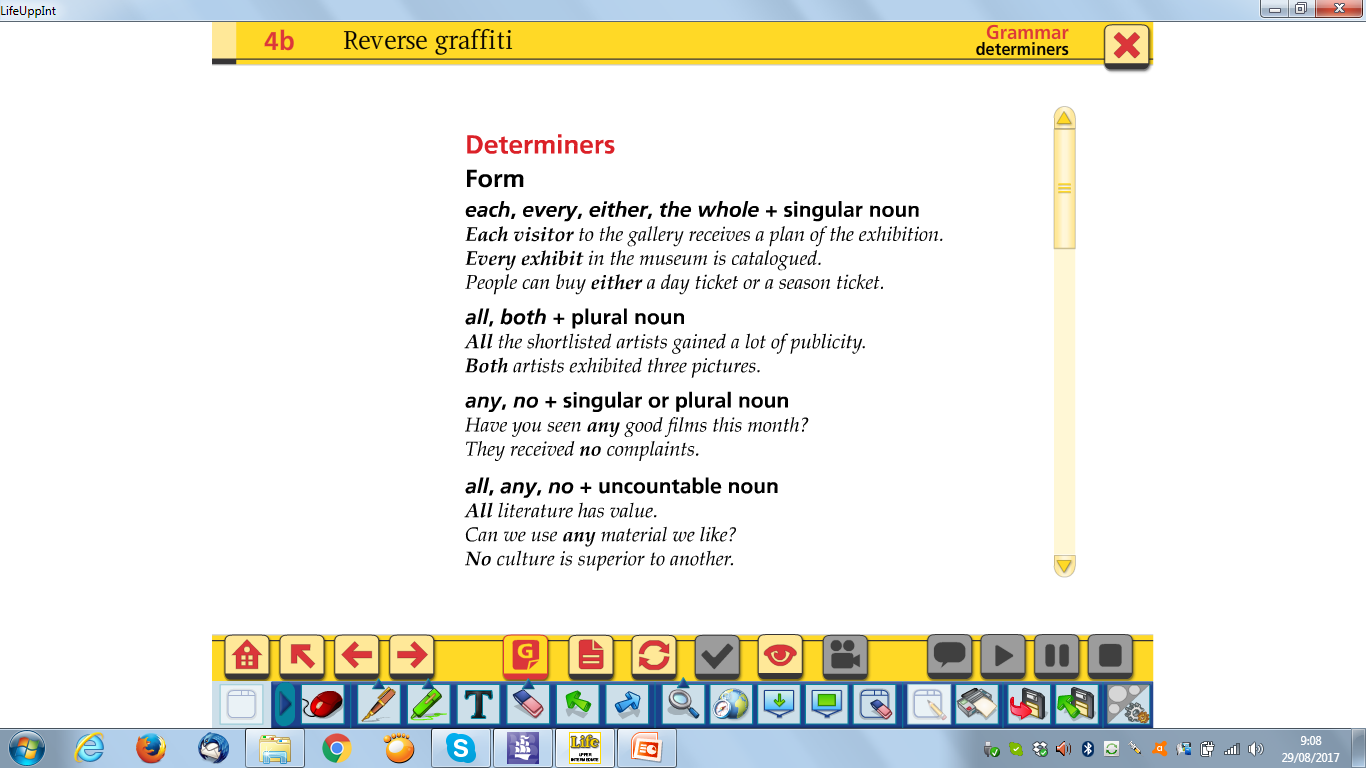 LifeUppInt
4b Reverse graffiti
Grammar
determiners
Determiners
Form
each, every, either, the whole + singular noun
Each visitor to the gallery receives a plan of the exhibition.
Every exhibit in the museum is catalogued.
People can buy either a day ticket or a season ticket.
all, both + plural noun
All the shortlisted artists gained a lot of publicity.
Both artists exhibited three pictures.
any, no + singular or plural noun
Have you seen any good films this month?
They received no complaints.
all, any, no + uncountable noun
All literature has value.
Can we use any material we like?
No culture is superior to another.
G
T
Life
UPPER
INTERMEDIATE
9:08
29/08/2017